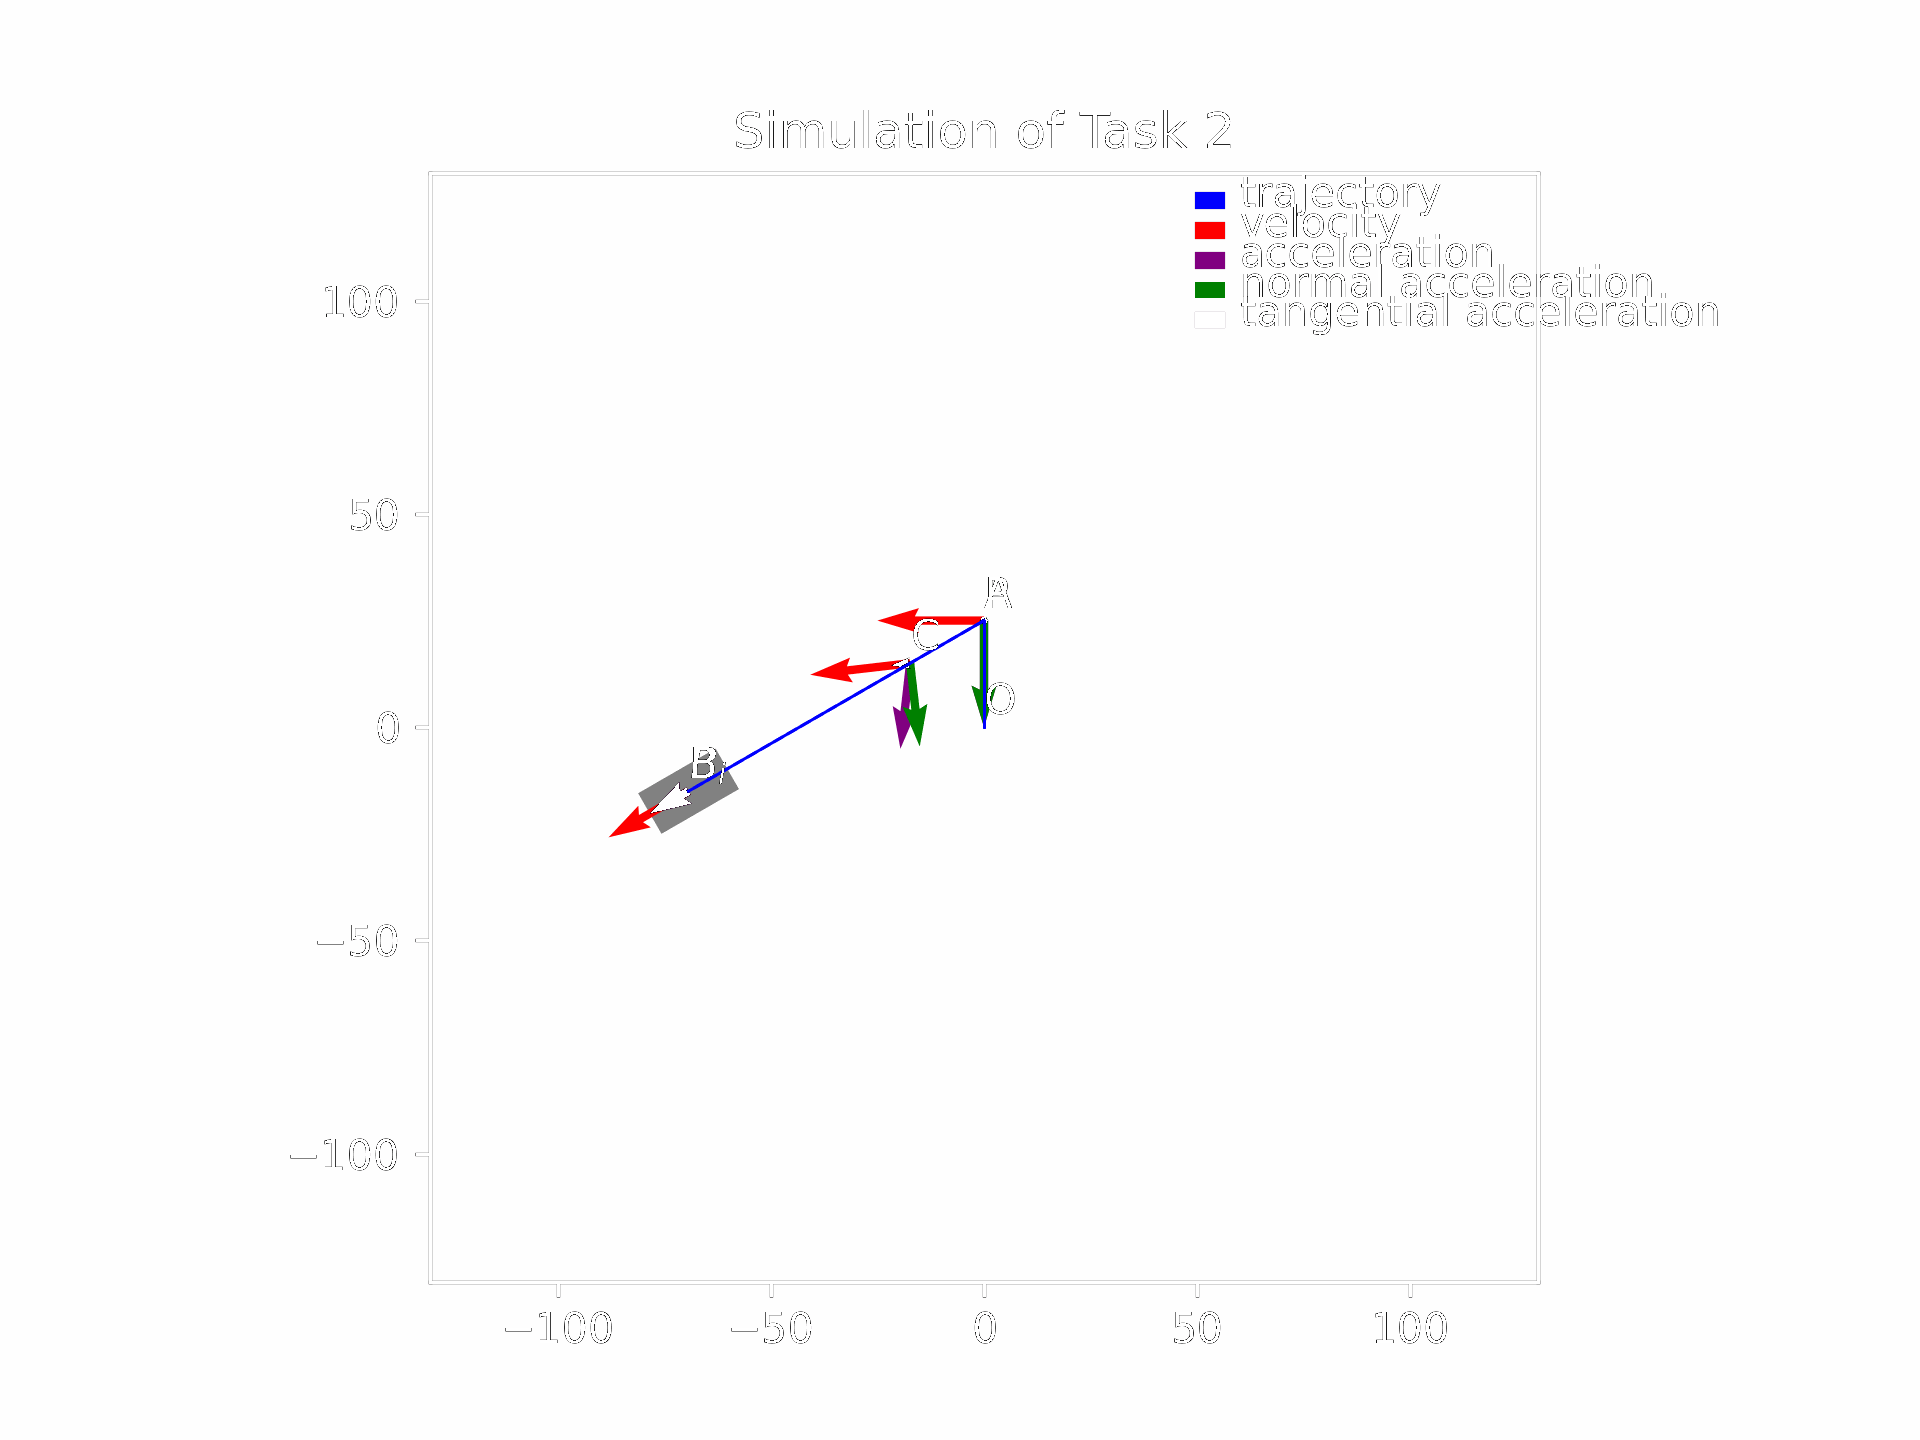 Simulation of Task 2
trajectory
velocity
acceleration
normal acceleration
tangential acceleration
100
50
0
−50
−100
A
C
O
B
−100 −50 0 50 100